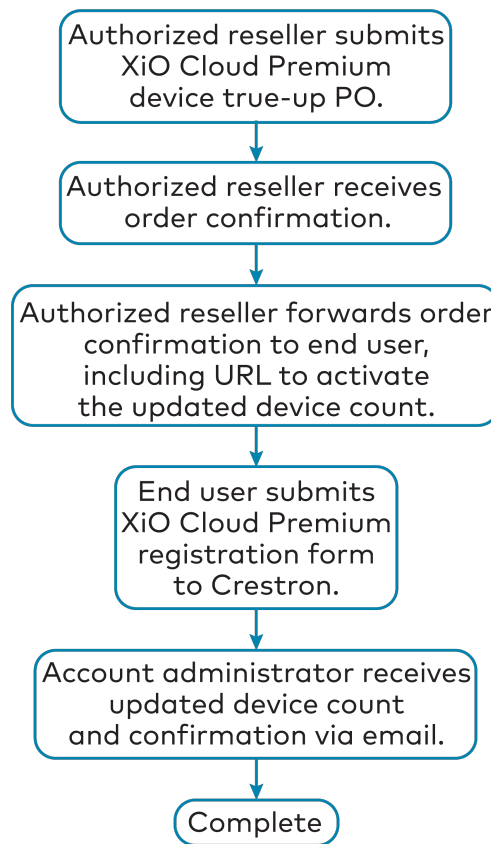 Authorized reseller submits
XiO Cloud Premium
device true-up PO.
Authorized reseller receives
order confirmation.
Authorized reseller forwards order
confirmation to end user,
including URL to activate
the updated device count.
End user submits
XiO Cloud Premium
registration form
to Crestron.
Account administrator receives
updated device count
and confirmation via email.
Complete